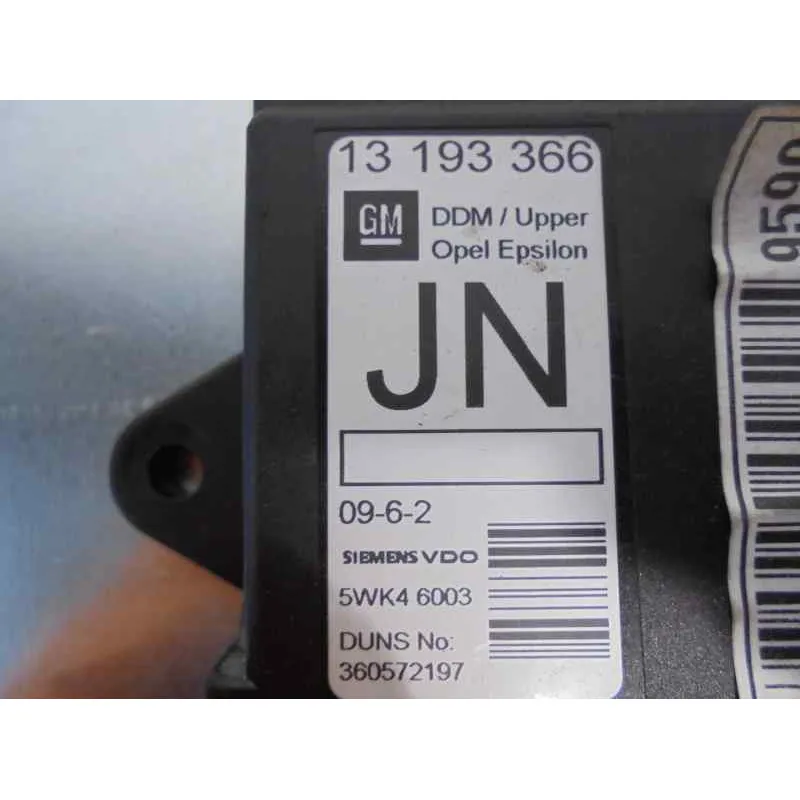 13 193 366
GM
DDM / Upper
Opel Epsilon
JN
09-6-2
SIEMENS VDO
5WK4 6003
DUNS No:
360572197